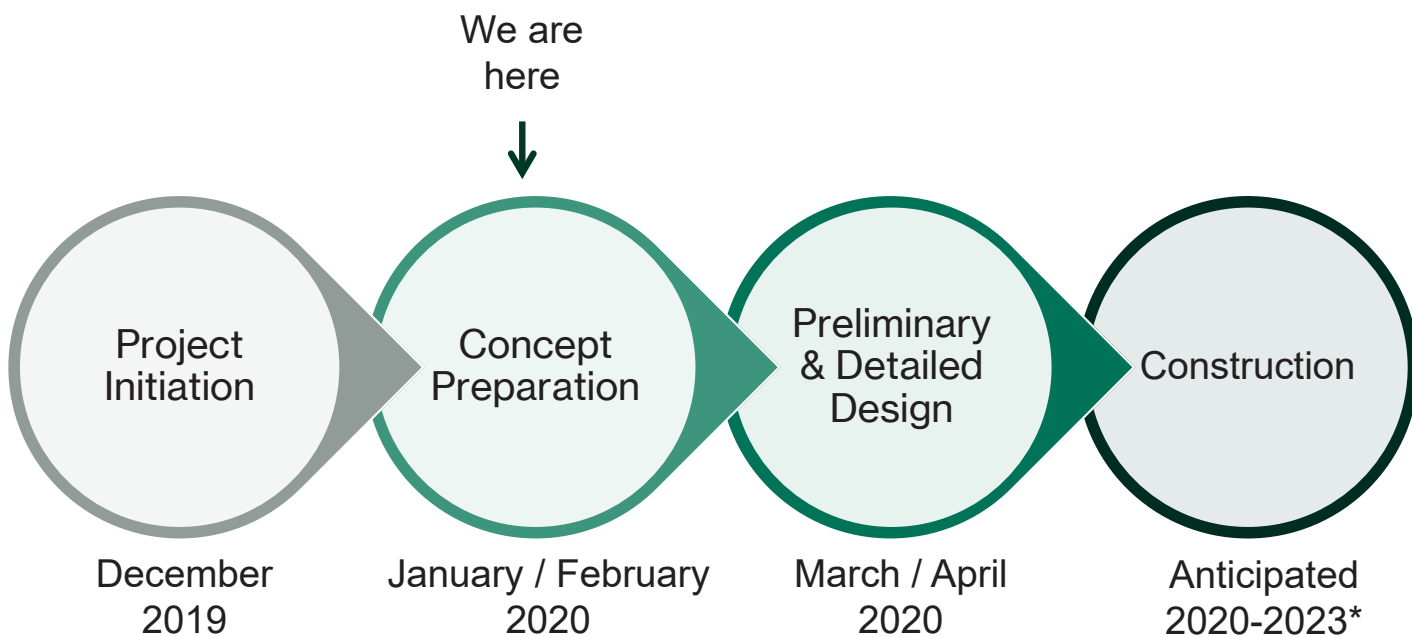 We are
here
Project
Initiation
Concept
Preparation
Preliminary
& Detailed
Design
Construction
December
2019
January / February
2020
March / April
2020
Anticipated
2020-2023*